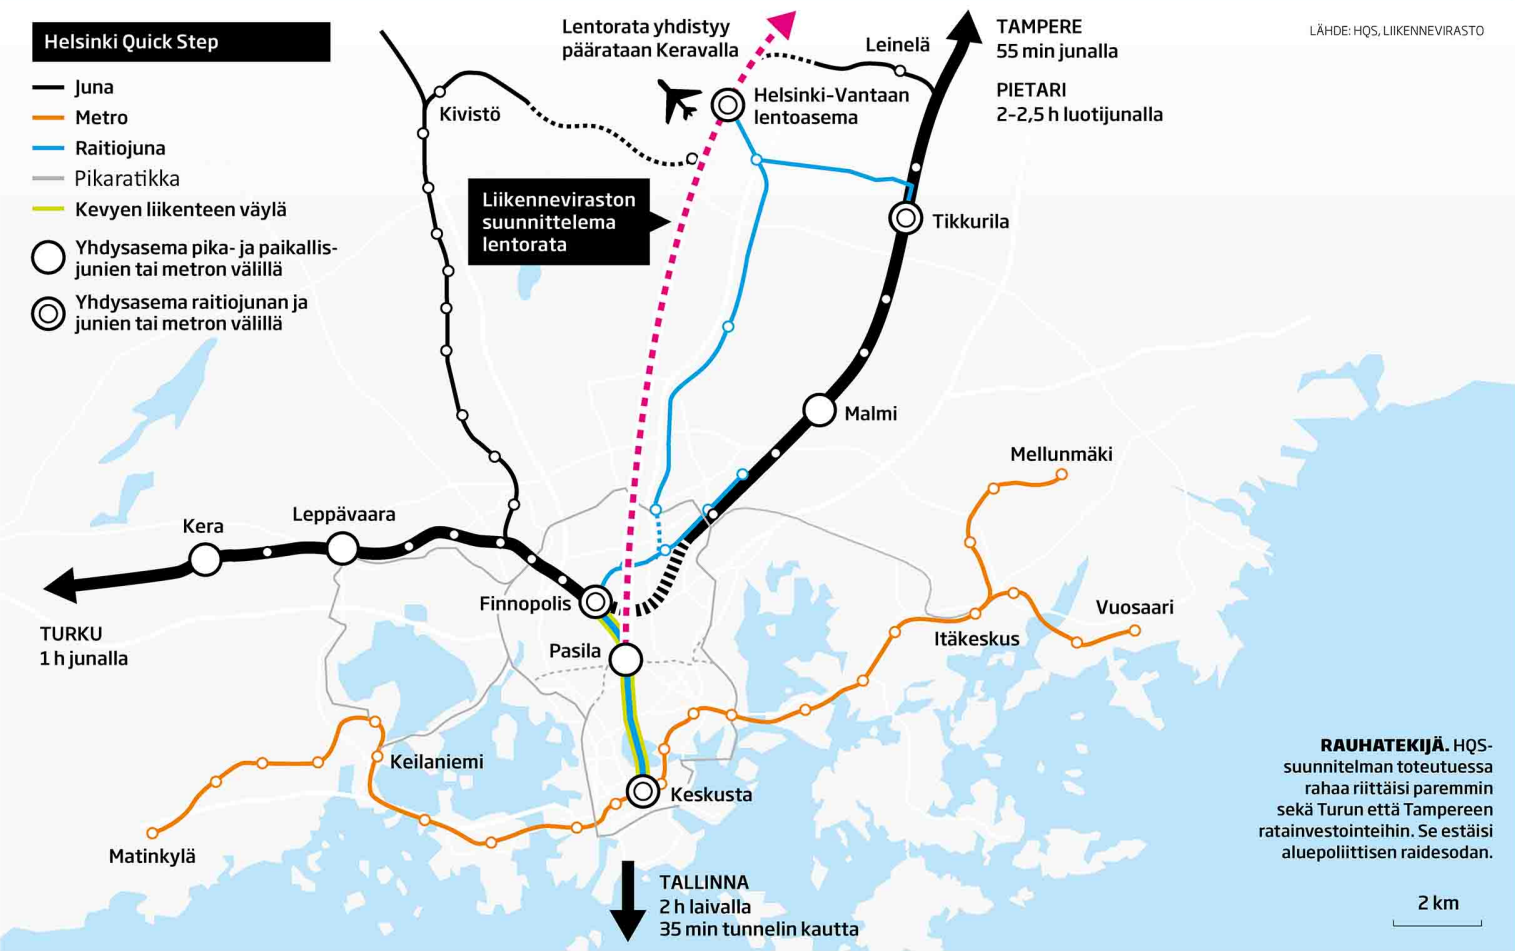 Helsinki Quick Step
Juna
Metro
Raitiojuna
Pikaratikka
Kevyen liikenteen väylä
Yhdysasema pika- ja paikallis-
junien tai metron välillä
Yhdysasema raitiojunan ja
junien tai metron välillä
Lentorata yhdistyy
päärataan Keravalla
Leinelä
TAMPERE
55 min junalla
PIETARI
2–2,5 h luotijunalla
LÄHDE: HQS, LIIKENNEVIRASTO
Kivistö
Helsinki-Vantaan
lentoasema
Liikenneviraston
suunnittelema
lentorata
Tikkurila
Malmi
Mellunmäki
Kera
Leppävaara
Finnopolis
TURKU
1 h junalla
Pasila
Itäkeskus
Vuosaari
Keilaniemi
Keskusta
Matinkylä
TALLINNA
2 h laivalla
35 min tunnelin kautta
RAUHATEKIJÄ. HQS-
suunnitelman toteutuessa
rahaa riittäisi paremmin
sekä Turun että Tampereen
ratainvestointeihin. Se estäisi
aluepoliittisen raidesodan.
2 km